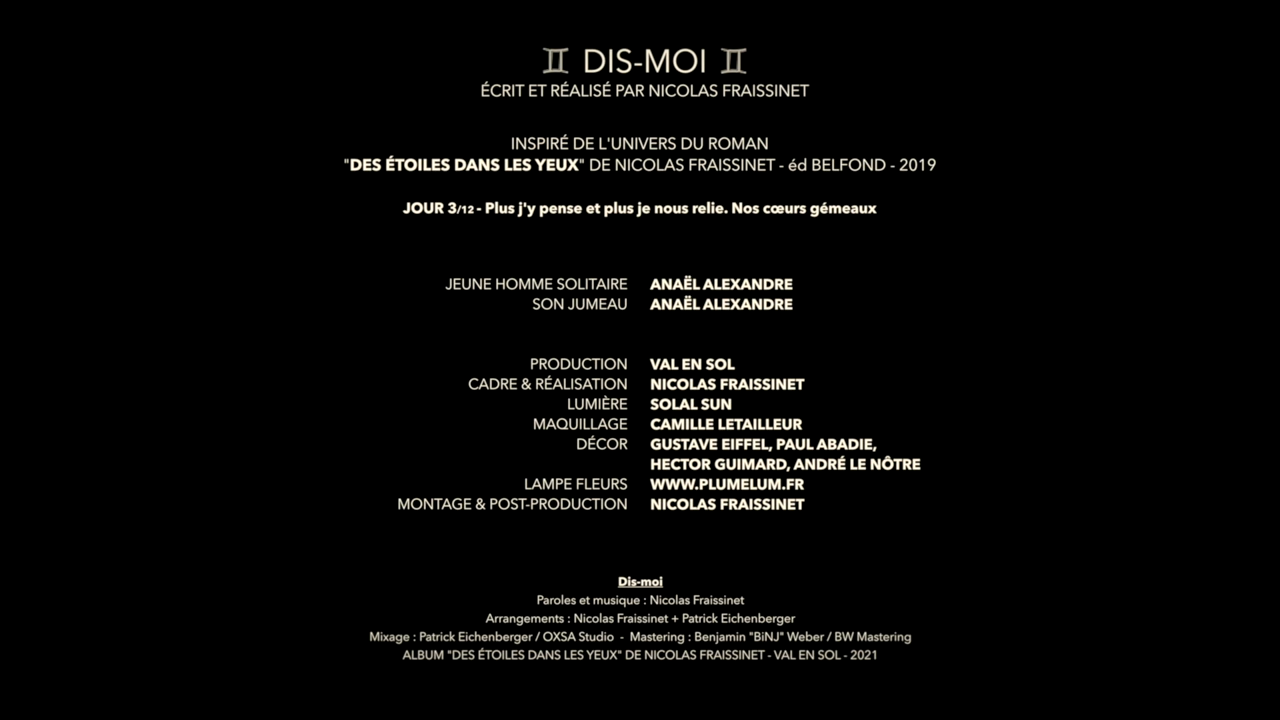 ♊ DIS-MOI ♊
ÉCRIT ET RÉALISÉ PAR NICOLAS FRAISSINET
INSPIRÉ DE L'UNIVERS DU ROMAN
"DES ÉTOILES DANS LES YEUX" DE NICOLAS FRAISSINET - éd BELFOND - 2019
JOUR 3/12 - Plus j'y pense et plus je nous relie. Nos cœurs gémeaux
JEUNE HOMME SOLITAIRE ANAËL ALEXANDRE
SON JUMEAU ANAËL ALEXANDRE
PRODUCTION VAL EN SOL
CADRE & RÉALISATION NICOLAS FRAISSINET
LUMIÈRE SOLAL SUN
MAQUILLAGE CAMILLE LETAILLEUR
DÉCOR GUSTAVE EIFFEL, PAUL ABADIE,
HECTOR GUIMARD, ANDRÉ LE NÔTRE
LAMPE FLEURS WWW.PLUMELUM.FR
MONTAGE & POST-PRODUCTION NICOLAS FRAISSINET
Dis-moi
Paroles et musique : Nicolas Fraissinet
Arrangements : Nicolas Fraissinet + Patrick Eichenberger
Mixage : Patrick Eichenberger / OXSA Studio - Mastering : Benjamin "BiNJ" Weber / BW Mastering
ALBUM "DES ÉTOILES DANS LES YEUX" DE NICOLAS FRAISSINET - VAL EN SOL - 2021